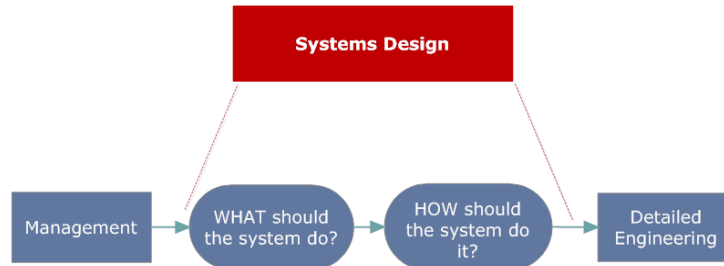 Systems Design
Management
WHAT should
the system do?
HOW should
the system do
it?
Detailed
Engineering